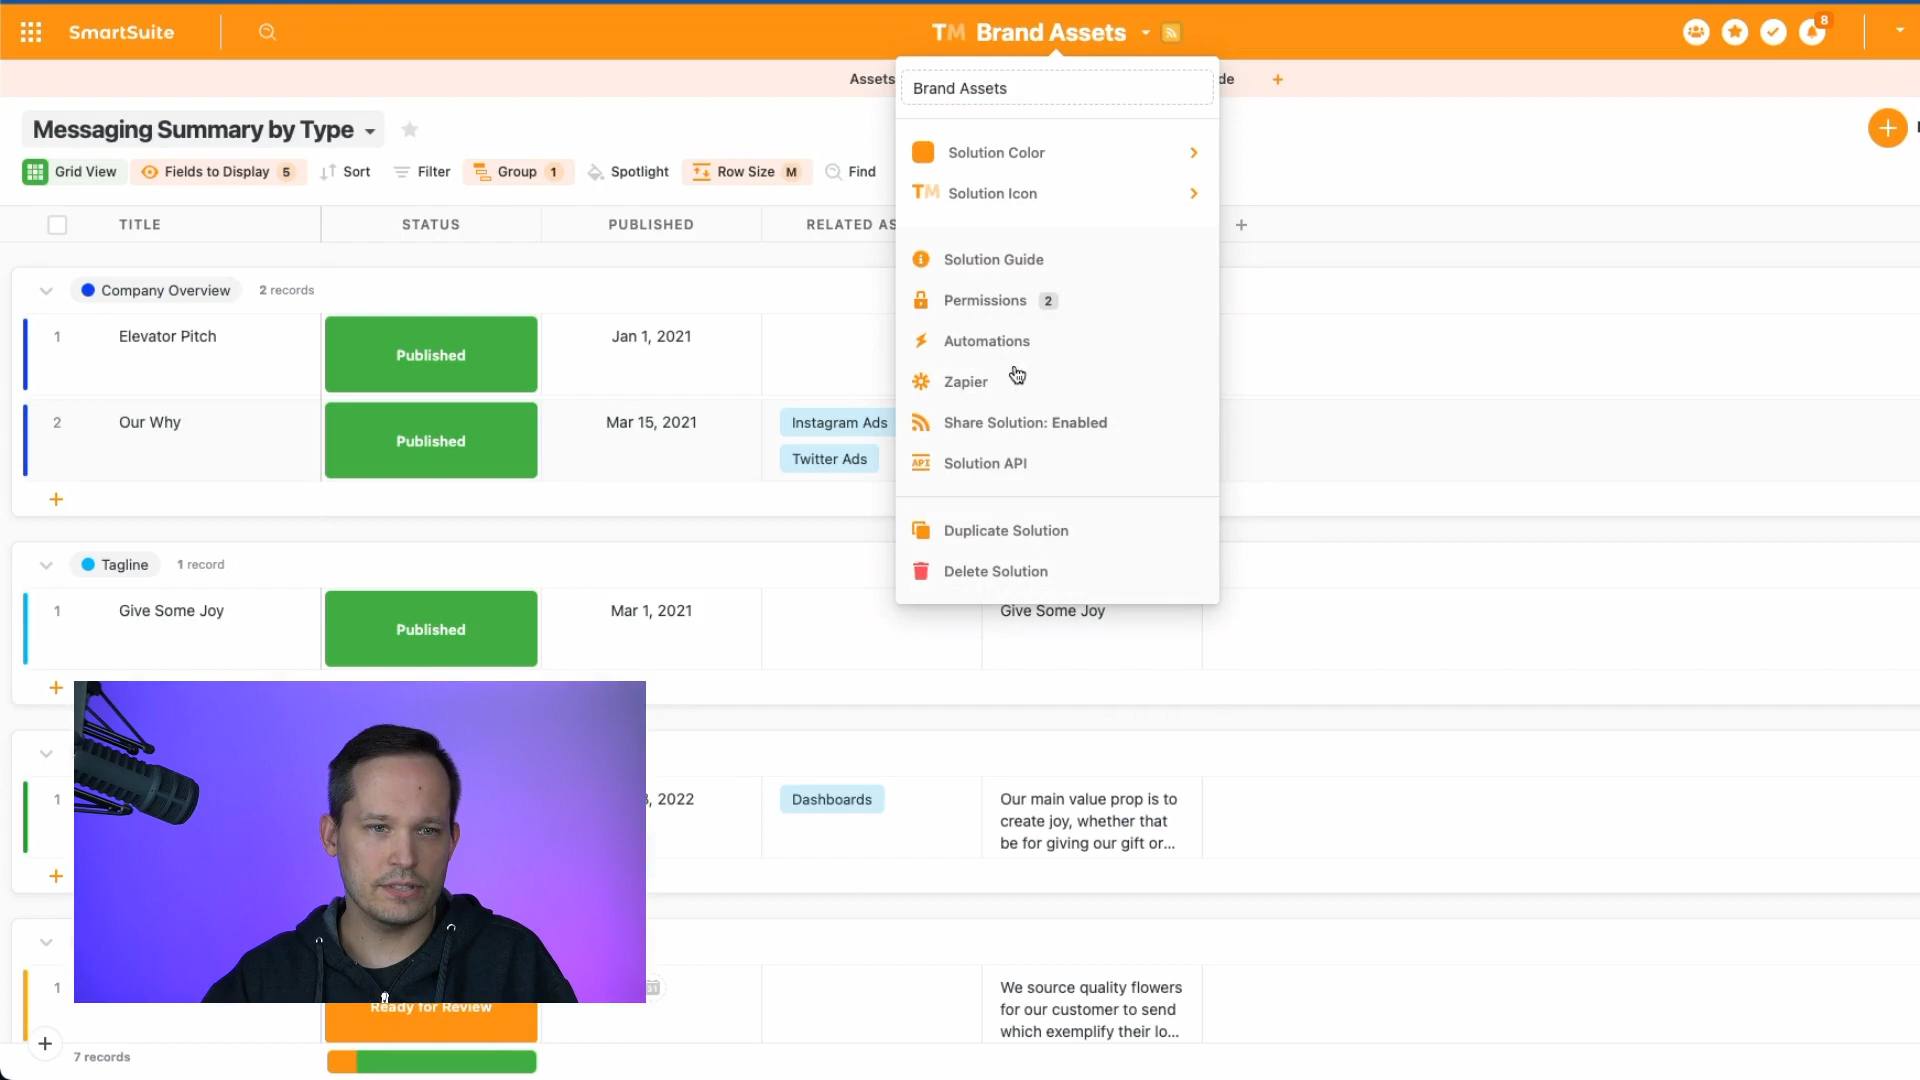 SmartSuite
TM Brand Assets
8
Assets
de
+
Brand Assets
Messaging Summary by Type
Grid View
Fields to Display 5
Sort
Filter
Group 1
Spotlight
Row Size M
Find
Solution Color
TM Solution Icon
TITLE
STATUS
PUBLISHED
RELATED AS
+
Solution Guide
Permissions 2
Automations
Zapier
Share Solution: Enabled
API Solution API
Duplicate Solution
Delete Solution
Company Overview 2 records
1 Elevator Pitch Published Jan 1, 2021
2 Our Why Published Mar 15, 2021 Instagram Ads
Twitter Ads
+
Tagline 1 record
1 Give Some Joy Published Mar 1, 2021 Give Some Joy
+
1 , 2022 Dashboards Our main value prop is to
create joy, whether that
be for giving our gift or...
+
1 Ready for Review We source quality flowers
for our customer to send
which exemplify their lo...
+
7 records